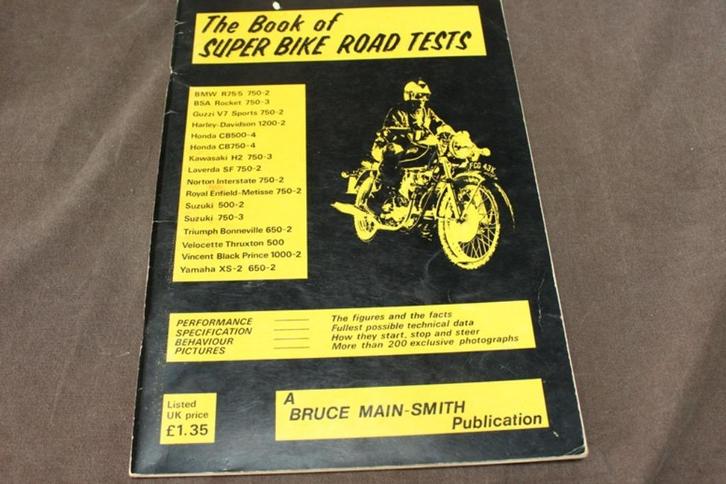 The Book of
SUPER BIKE ROAD TESTS
BMW R75/5 750-2
BSA Rocket 750-3
Guzzi V7 Sports 750-2
Harley-Davidson 1200-2
Honda CB500-4
Honda CB750-4
Kawasaki H2 750-3
Laverda SF 750-2
Norton Interstate 750-2
Royal Enfield-Metisse 750-2
Suzuki 500-2
Suzuki 750-3
Triumph Bonneville 650-2
Velocette Thruxton 500
Vincent Black Prince 1000-2
Yamaha XS-2 650-2
PERFORMANCE The figures and the facts
SPECIFICATION Fullest possible technical data
BEHAVIOUR How they start, stop and steer
PICTURES More than 200 exclusive photographs
Listed
UK price
£1.35
A
BRUCE MAIN-SMITH
Publication